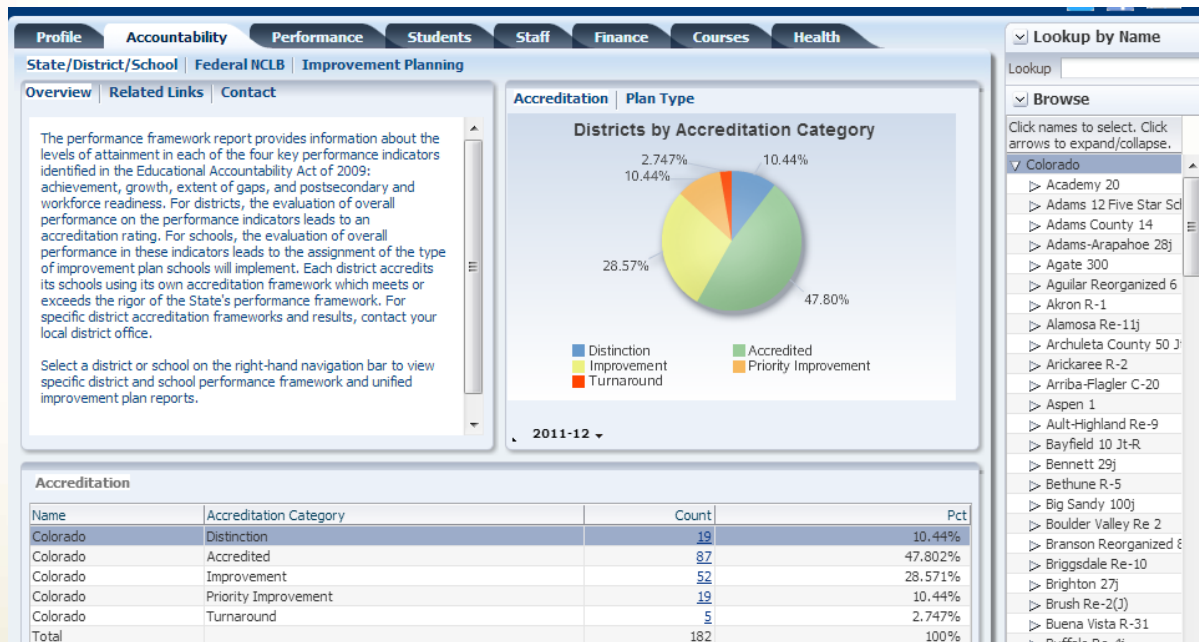 Profile Accountability Performance Students Staff Finance Courses Health
State/District/School Federal NCLB Improvement Planning
Overview Related Links Contact
The performance framework report provides information about the
levels of attainment in each of the four key performance indicators
identified in the Educational Accountability Act of 2009:
achievement, growth, extent of gaps, and postsecondary and
workforce readiness. For districts, the evaluation of overall
performance on the performance indicators leads to an
accreditation rating. For schools, the evaluation of overall
performance in these indicators leads to the assignment of the type
of improvement plan schools will implement. Each district accredits
its schools using its own accreditation framework which meets or
exceeds the rigor of the State's performance framework. For
specific district accreditation frameworks and results, contact your
local district office.
Select a district or school on the right-hand navigation bar to view
specific district and school performance framework and unified
improvement plan reports.
Accreditation Plan Type
Districts by Accreditation Category
2.747% 10.44%
10.44%
28.57%
47.80%
Distinction Accredited
Improvement Priority Improvement
Turnaround
2011-12
Accreditation
Name Accreditation Category Count Pct
Colorado Distinction 19 10.44%
Colorado Accredited 87 47.802%
Colorado Improvement 52 28.571%
Colorado Priority Improvement 19 10.44%
Colorado Turnaround 5 2.747%
Total 182 100%
Lookup by Name
Lookup
Browse
Click names to select. Click
arrows to expand/collapse.
Colorado
Academy 20
Adams 12 Five Star Scl
Adams County 14
Adams-Arapahoe 28j
Agate 300
Aguilar Reorganized 6
Akron R-1
Alamosa Re-11j
Archuleta County 50 J
Arickaree R-2
Arriba-Flagler C-20
Aspen 1
Ault-Highland Re-9
Bayfield 10 Jt-R
Bennett 29j
Bethune R-5
Big Sandy 100j
Boulder Valley Re 2
Branson Reorganized 8
Briggsdale Re-10
Brighton 27j
Brush Re-2(J)
Buena Vista R-31